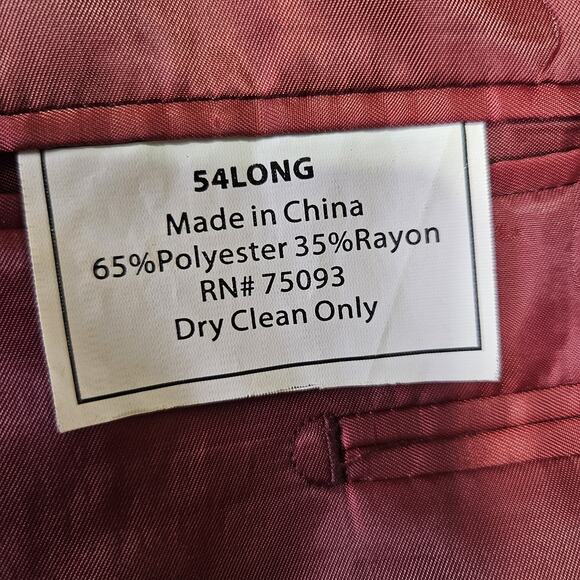 54LONG
Made in China
65%Polyester 35%Rayon
RN# 75093
Dry Clean Only